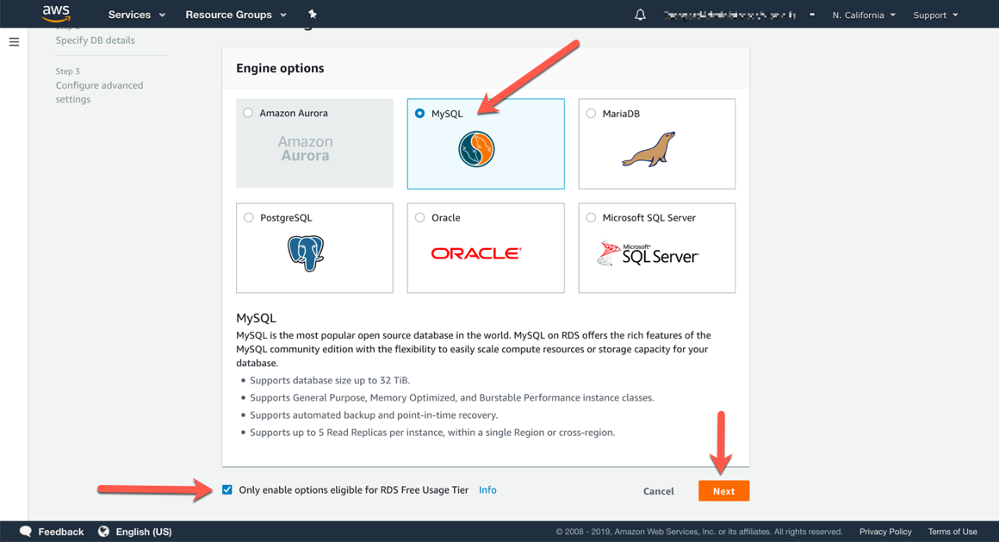 aws
Services
Resource Groups
N. California
Support
Specify DB details
Step 3
Configure advanced
settings
Engine options
Amazon Aurora
Amazon
Aurora
MySQL
MariaDB
PostgreSQL
Oracle
ORACLE
Microsoft SQL Server
Microsoft
SQL Server
MySQL
MySQL is the most popular open source database in the world. MySQL on RDS offers the rich features of the
MySQL community edition with the flexibility to easily scale compute resources or storage capacity for your
database.
Supports database size up to 32 TiB.
Supports General Purpose, Memory Optimized, and Burstable Performance instance classes.
Supports automated backup and point-in-time recovery.
Supports up to 5 Read Replicas per instance, within a single Region or cross-region.
Only enable options eligible for RDS Free Usage Tier Info
Cancel
Next
Feedback
English (US)
© 2008 - 2019, Amazon Web Services, Inc. or its affiliates. All rights reserved.
Privacy Policy
Terms of Use